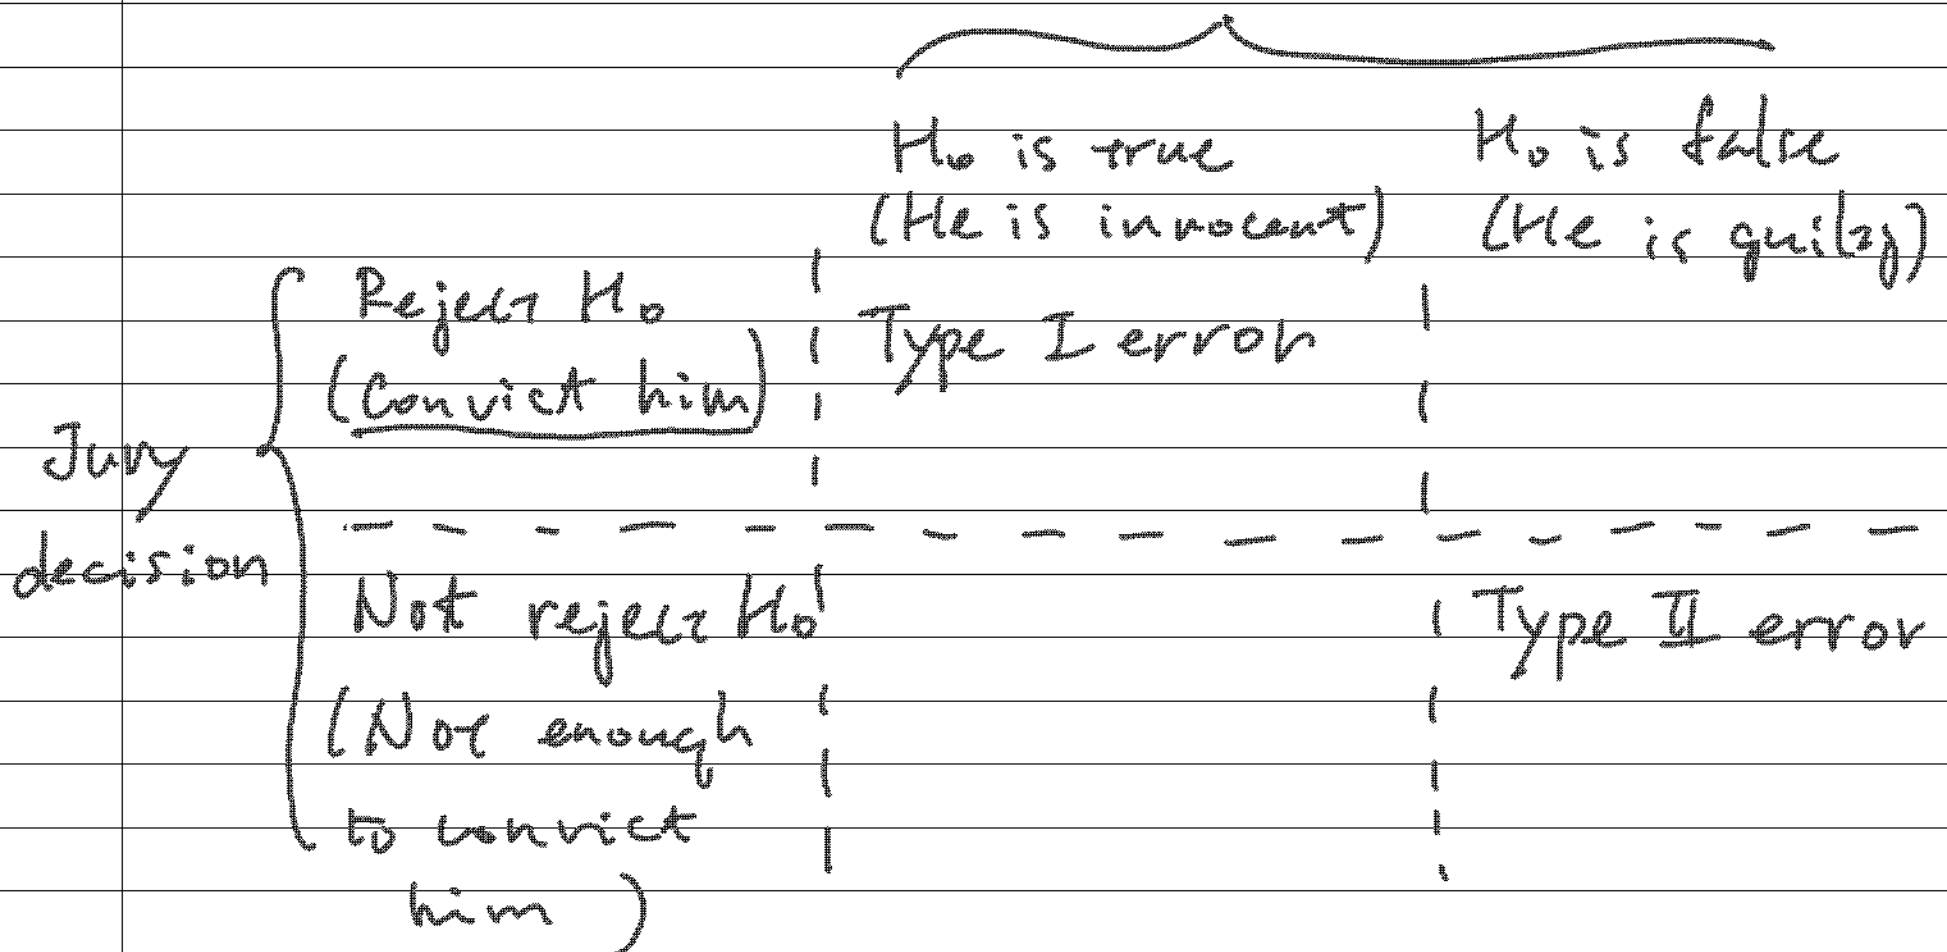 H₀ is true H₀ is false
(He is innocent) (He is guilty)
Reject H₀
(Convict him) Type I error
Jury
decision
Not reject H₀ Type II error
(Not enough
to convict
him)